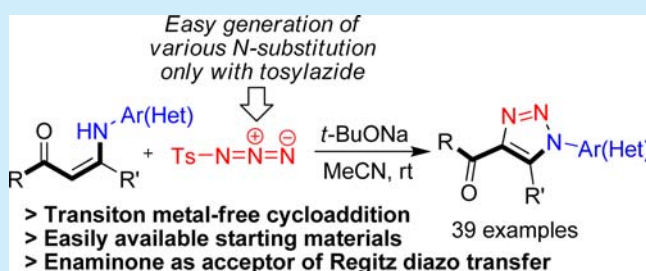 Easy generation of
various N-substitution
only with tosylazide
O HN Ar(Het)
R R' + Ts–N=N=N ⊕ ⊖
t-BuONa
MeCN, rt
R O N=N N–Ar(Het) R'
39 examples
> Transiton metal-free cycloaddition
> Easily available starting materials
> Enaminone as acceptor of Regitz diazo transfer